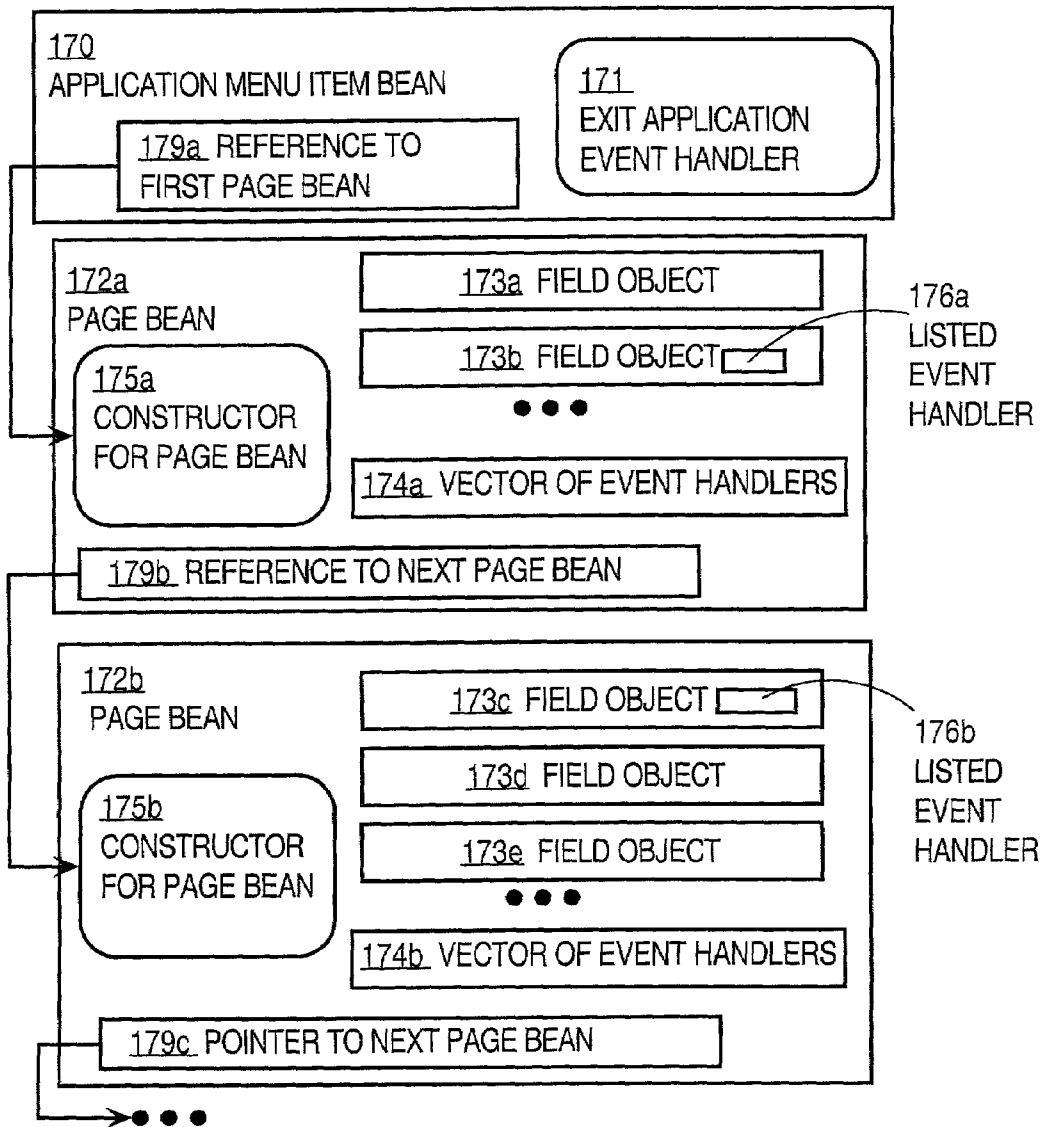 170
APPLICATION MENU ITEM BEAN
171
EXIT APPLICATION
EVENT HANDLER
179a REFERENCE TO
FIRST PAGE BEAN
172a
PAGE BEAN
173a FIELD OBJECT
173b FIELD OBJECT
176a
LISTED
EVENT
HANDLER
175a
CONSTRUCTOR
FOR PAGE BEAN
174a VECTOR OF EVENT HANDLERS
179b REFERENCE TO NEXT PAGE BEAN
172b
PAGE BEAN
173c FIELD OBJECT
173d FIELD OBJECT
173e FIELD OBJECT
176b
LISTED
EVENT
HANDLER
175b
CONSTRUCTOR
FOR PAGE BEAN
174b VECTOR OF EVENT HANDLERS
179c POINTER TO NEXT PAGE BEAN